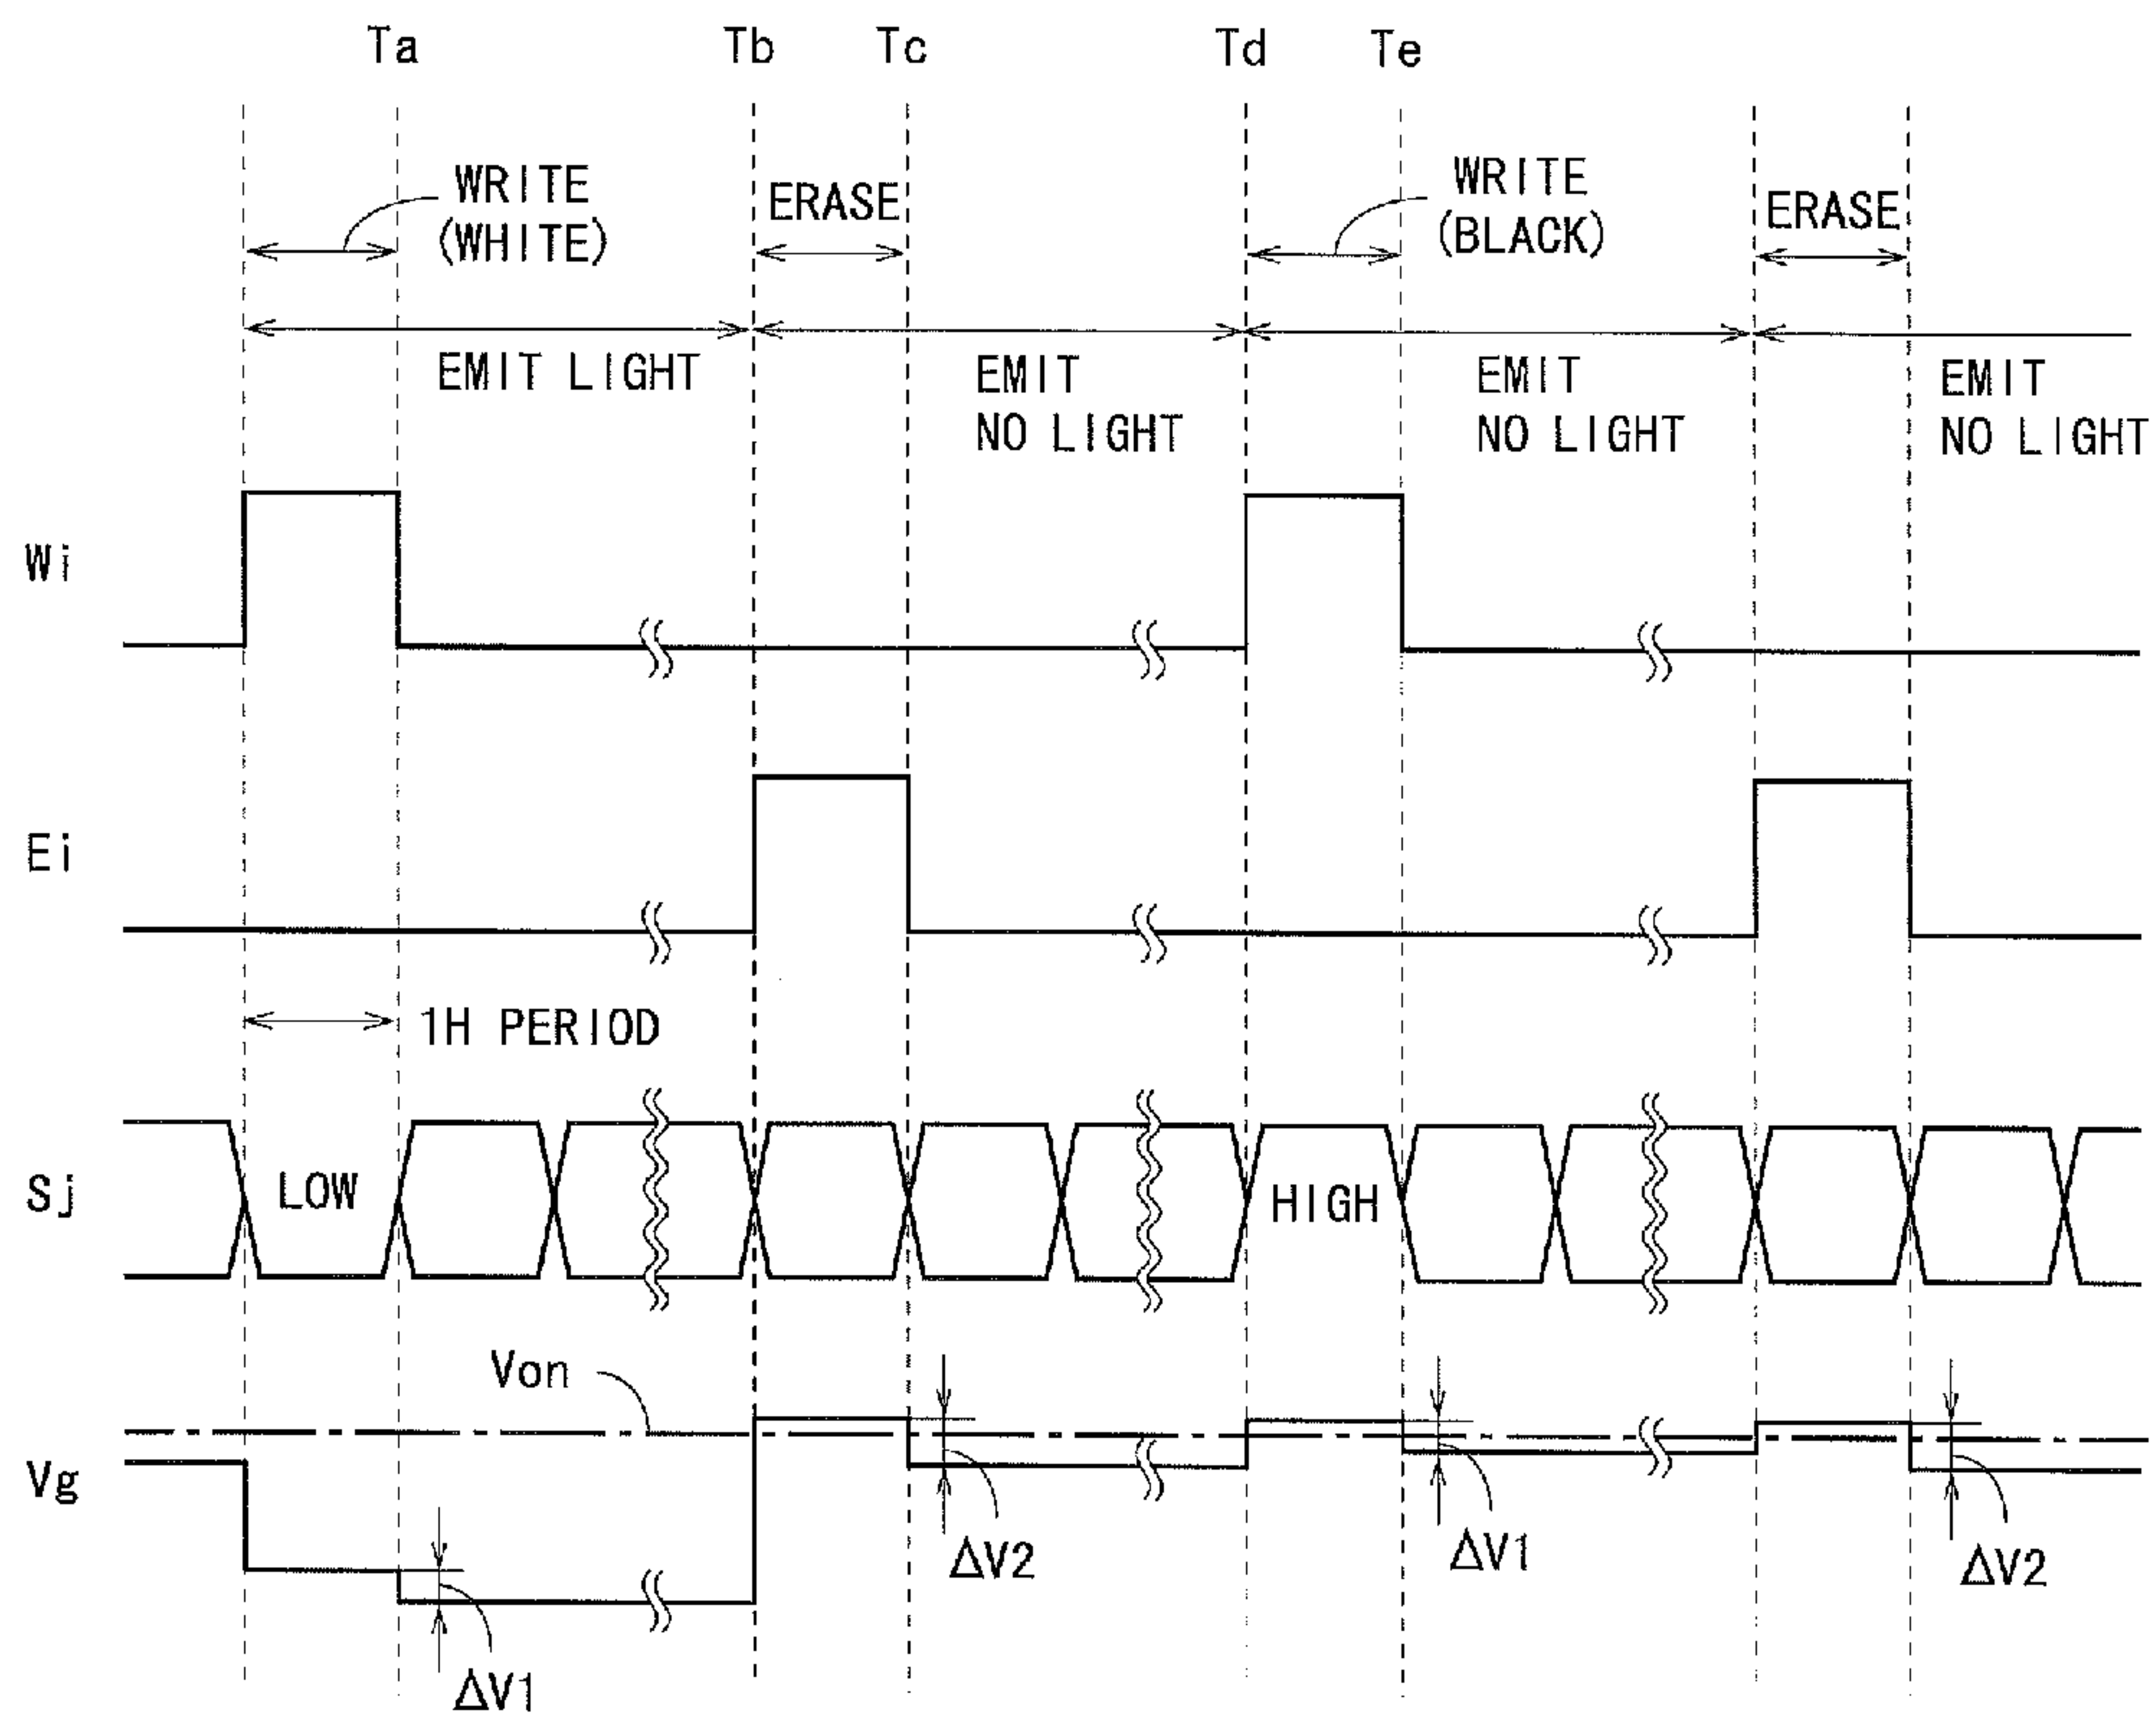 Ta Tb Tc Td Te
WRITE
(WHITE)
ERASE
WRITE
(BLACK)
ERASE
EMIT LIGHT
EMIT
NO LIGHT
EMIT
NO LIGHT
EMIT
NO LIGHT
Wi
Ei
1H PERIOD
Sj
LOW
HIGH
Von
Vg
ΔV1
ΔV2
ΔV1
ΔV2